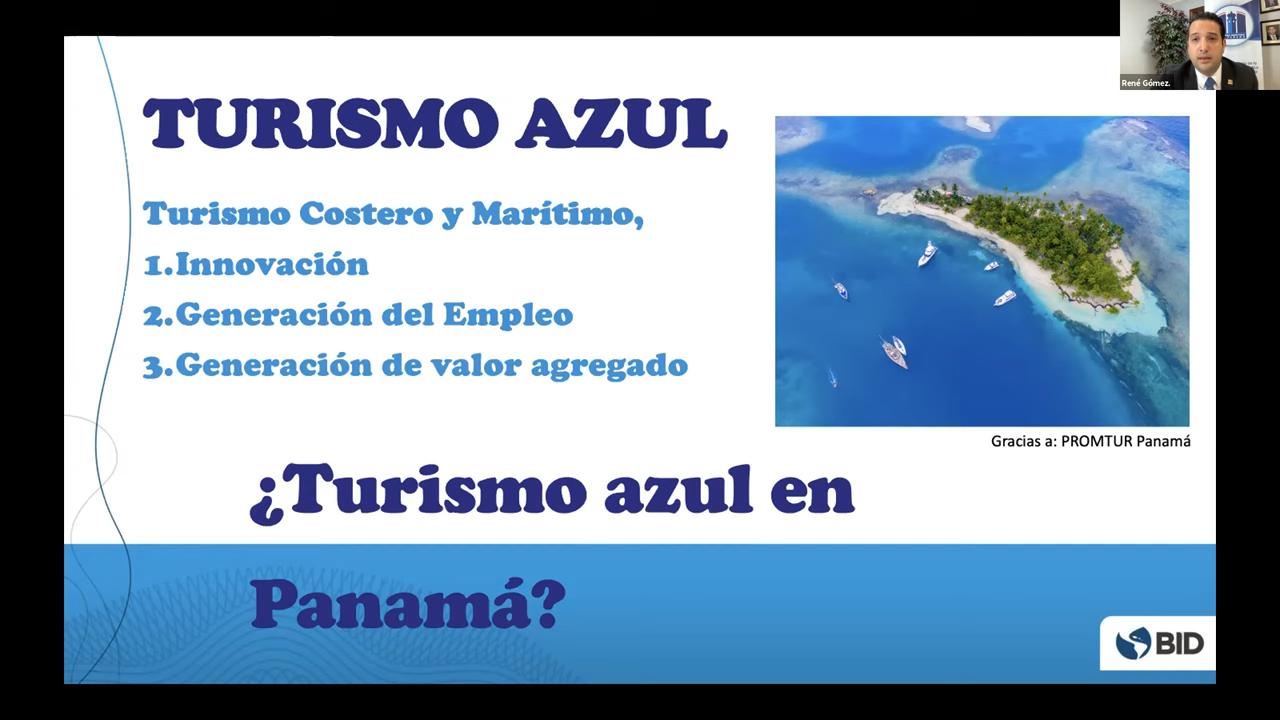 René Gómez.
TURISMO AZUL
Turismo Costero y Marítimo,
1.Innovación
2.Generación del Empleo
3.Generación de valor agregado
Gracias a: PROMTUR Panamá
¿Turismo azul en
Panamá?
BID